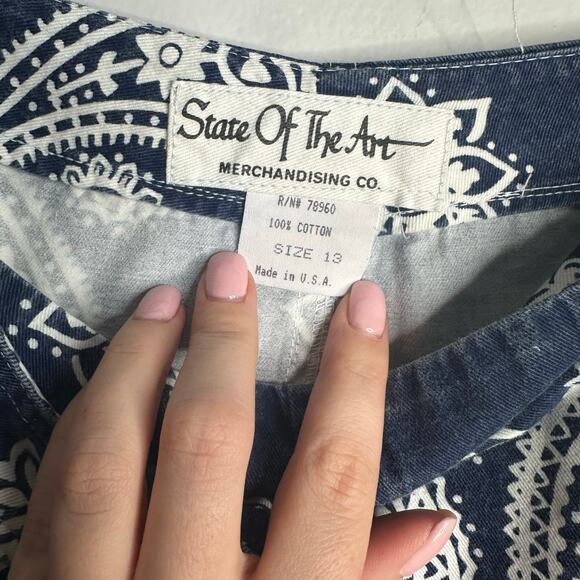 State Of The Art
MERCHANDISING CO.
R/N# 78960
100% COTTON
SIZE 13
Made in U.S.A.